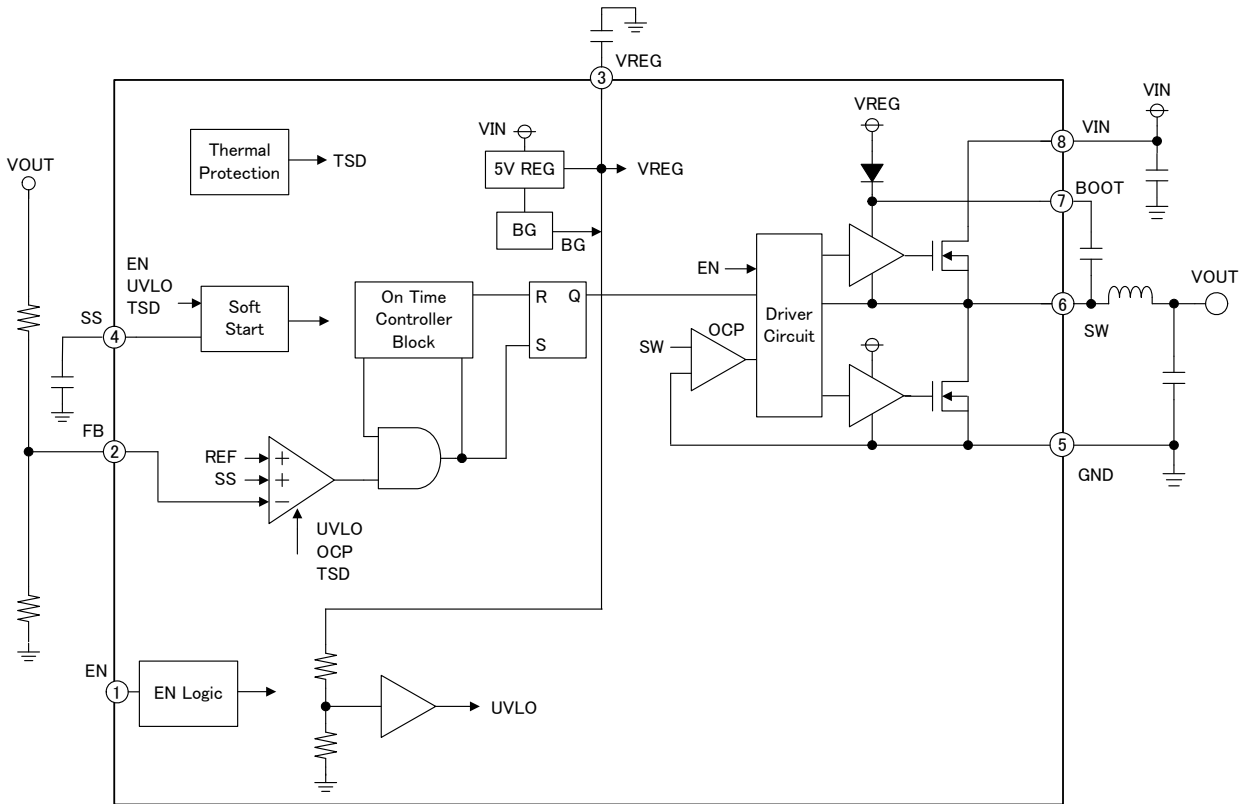 VREG
3
VIN
VREG
VIN
8
VOUT
Thermal
Protection
TSD
5V REG
VREG
BOOT
7
BG
BG
EN
UVLO
TSD
Soft
Start
SS
4
On Time
Controller
Block
R
Q
S
EN
Driver
Circuit
OCP
SW
6
SW
VOUT
FB
2
REF
SS
+
+
−
UVLO
OCP
TSD
5
GND
EN
1
EN Logic
UVLO